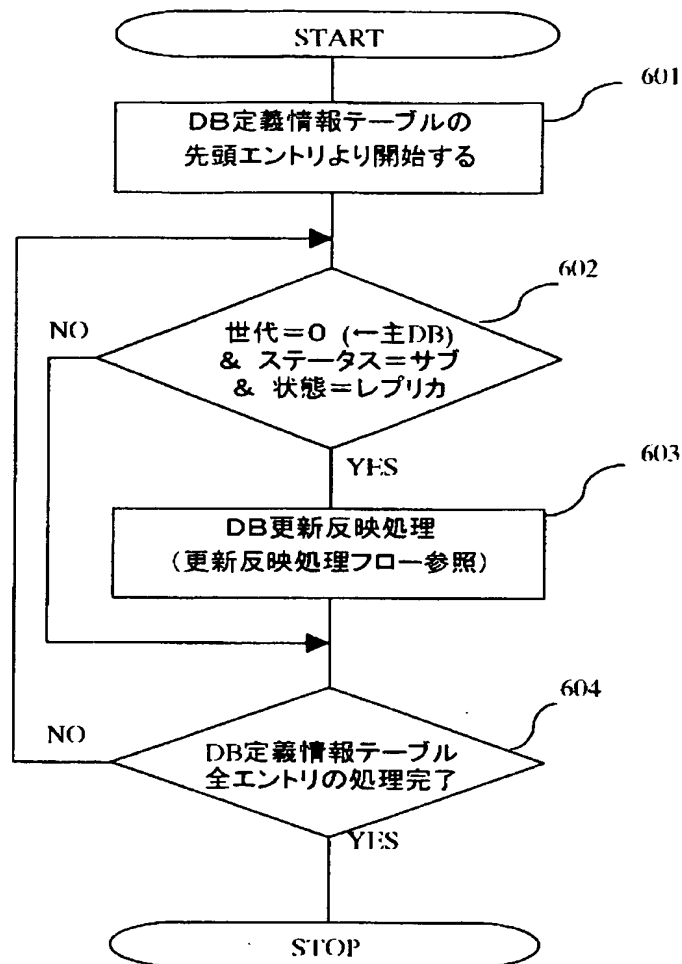 START
601
DB定義情報テーブルの
先頭エントリより開始する
602
NO
世代=0 (←主DB)
& ステータス=サブ
& 状態=レプリカ
YES
603
DB更新反映処理
(更新反映処理フロー参照)
604
NO
DB定義情報テーブル
全エントリの処理完了
YES
STOP